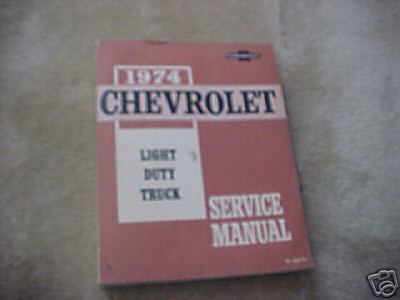 1974
CHEVROLET
LIGHT
DUTY
TRUCK
SERVICE
MANUAL